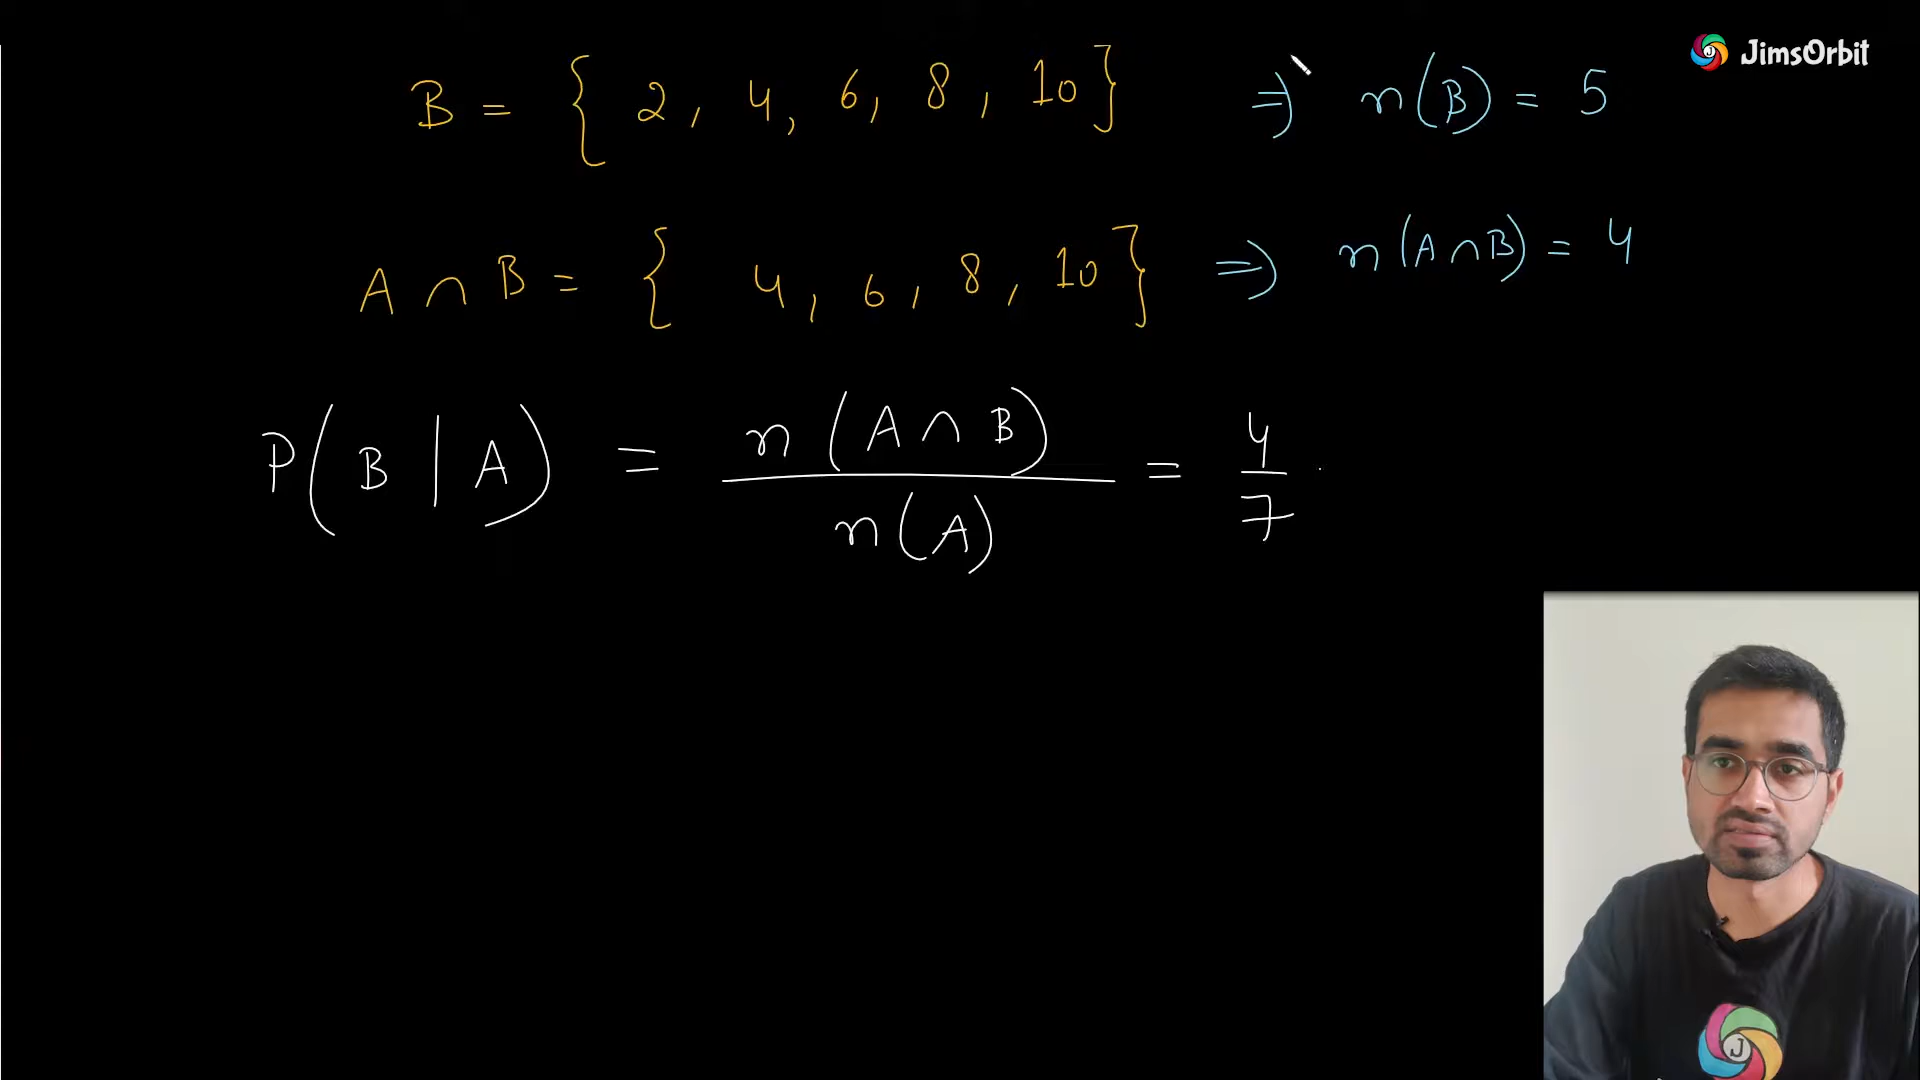 JimsOrbit
B = { 2, 4, 6, 8, 10 } ⇒ n(B) = 5
A ∩ B = { 4, 6, 8, 10 } ⇒ n(A ∩ B) = 4
P(B | A) = n(A ∩ B) / n(A) = 4/7
J